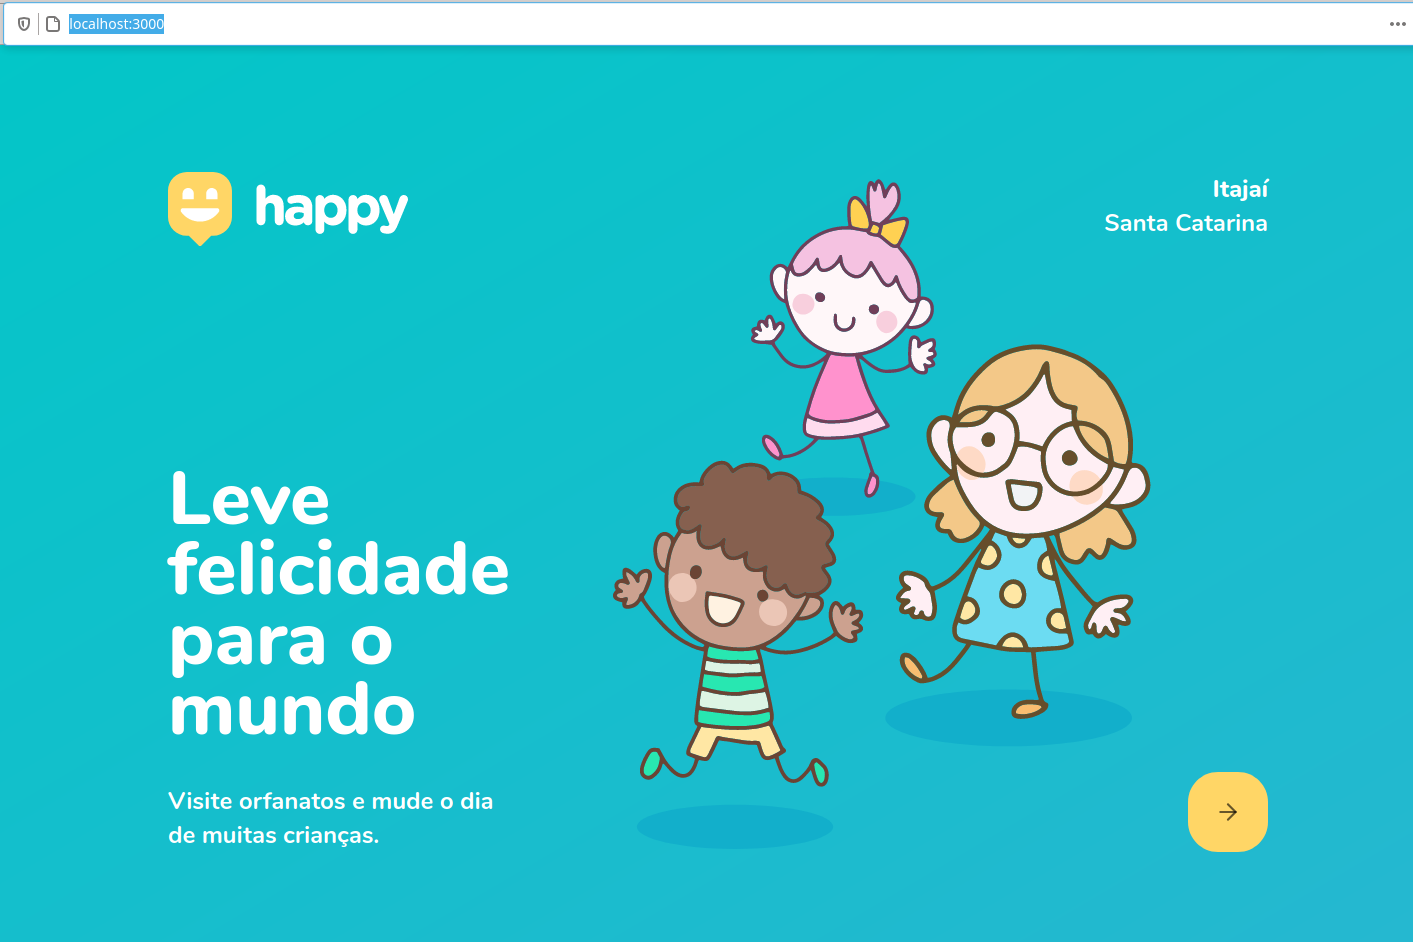 localhost:3000
happy
Itajaí
Santa Catarina
Leve
felicidade
para o
mundo
Visite orfanatos e mude o dia
de muitas crianças.